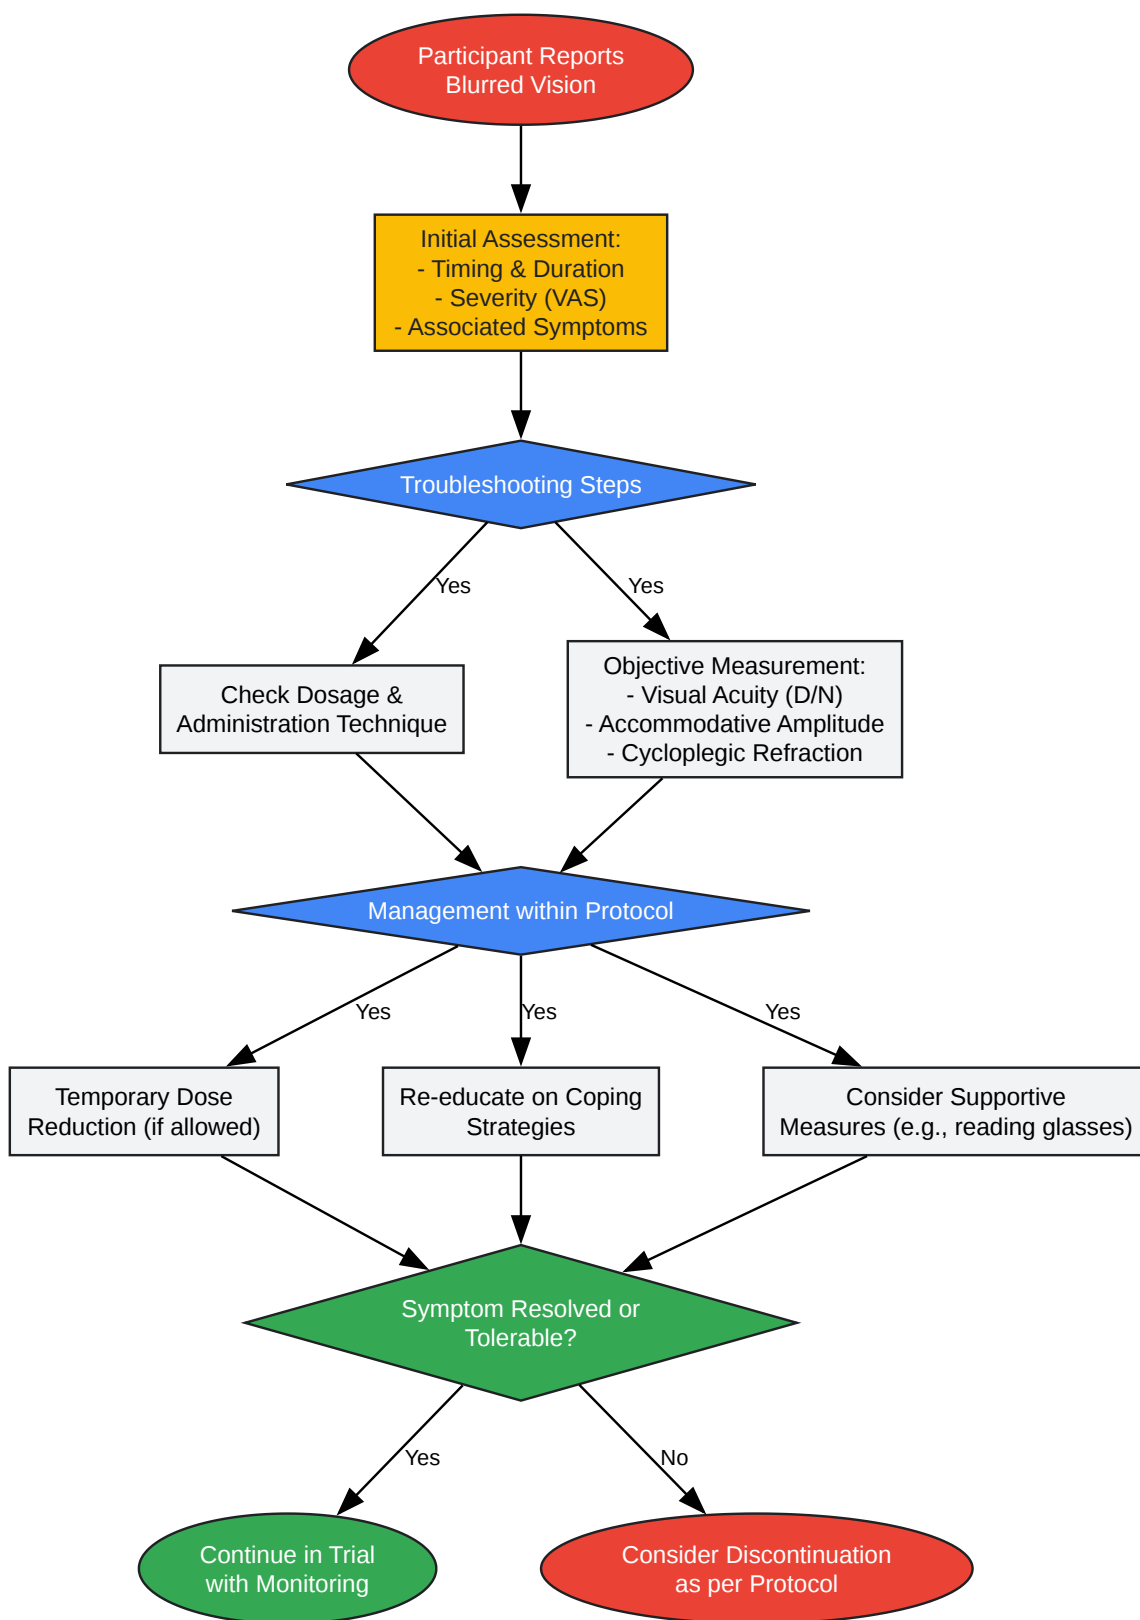 Participant Reports
Blurred Vision
Initial Assessment:
- Timing & Duration
- Severity (VAS)
- Associated Symptoms
Troubleshooting Steps
Yes
Yes
Check Dosage &
Administration Technique
Objective Measurement:
- Visual Acuity (D/N)
- Accommodative Amplitude
- Cycloplegic Refraction
Management within Protocol
Yes
Yes
Yes
Temporary Dose
Reduction (if allowed)
Re-educate on Coping
Strategies
Consider Supportive
Measures (e.g., reading glasses)
Symptom Resolved or
Tolerable?
Yes
No
Continue in Trial
with Monitoring
Consider Discontinuation
as per Protocol